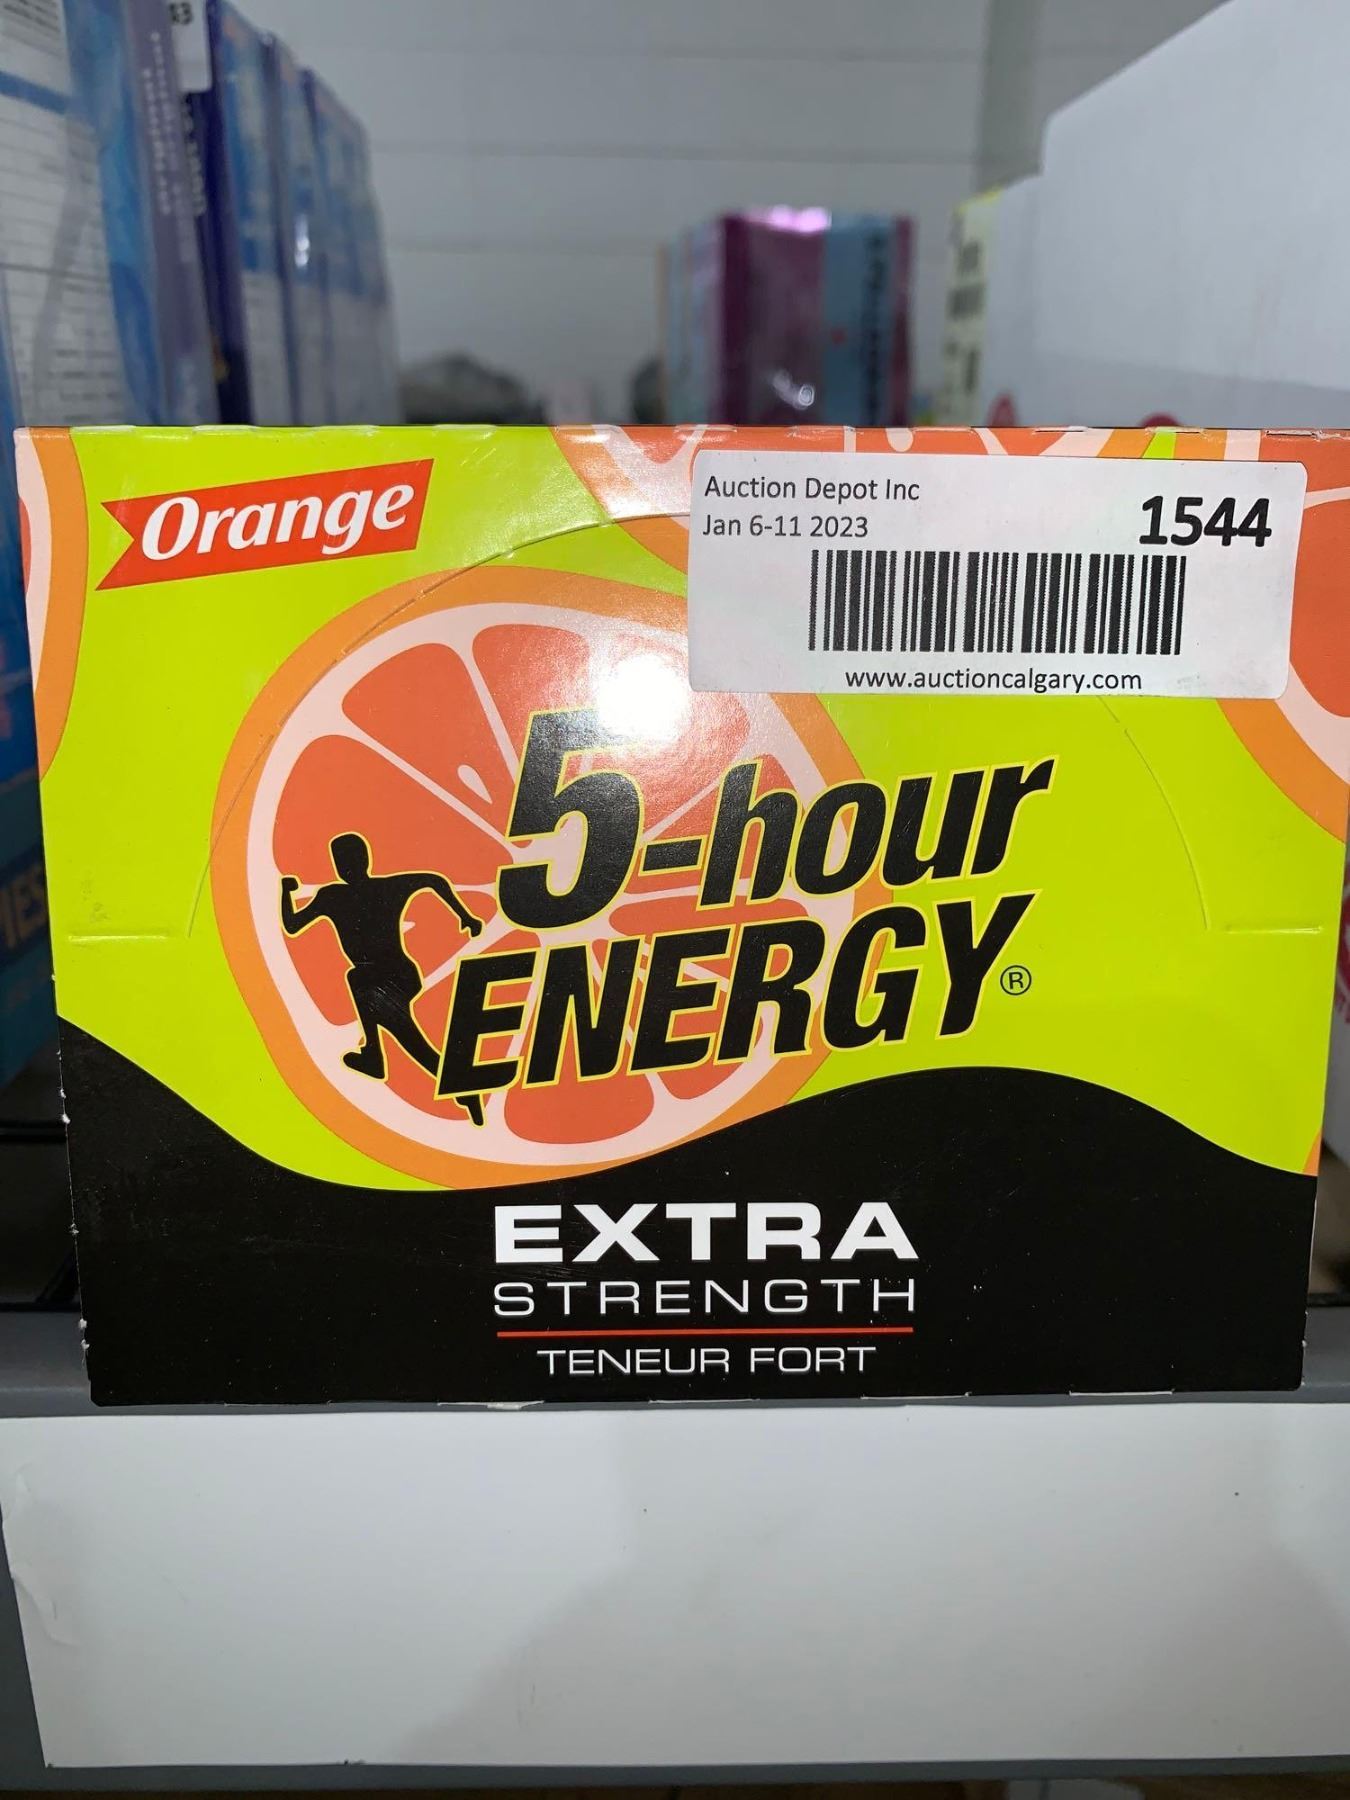 Orange
Auction Depot Inc
Jan 6-11 2023
1544
www.auctioncalgary.com
5-hour
ENERGY®
EXTRA
STRENGTH
TENEUR FORT